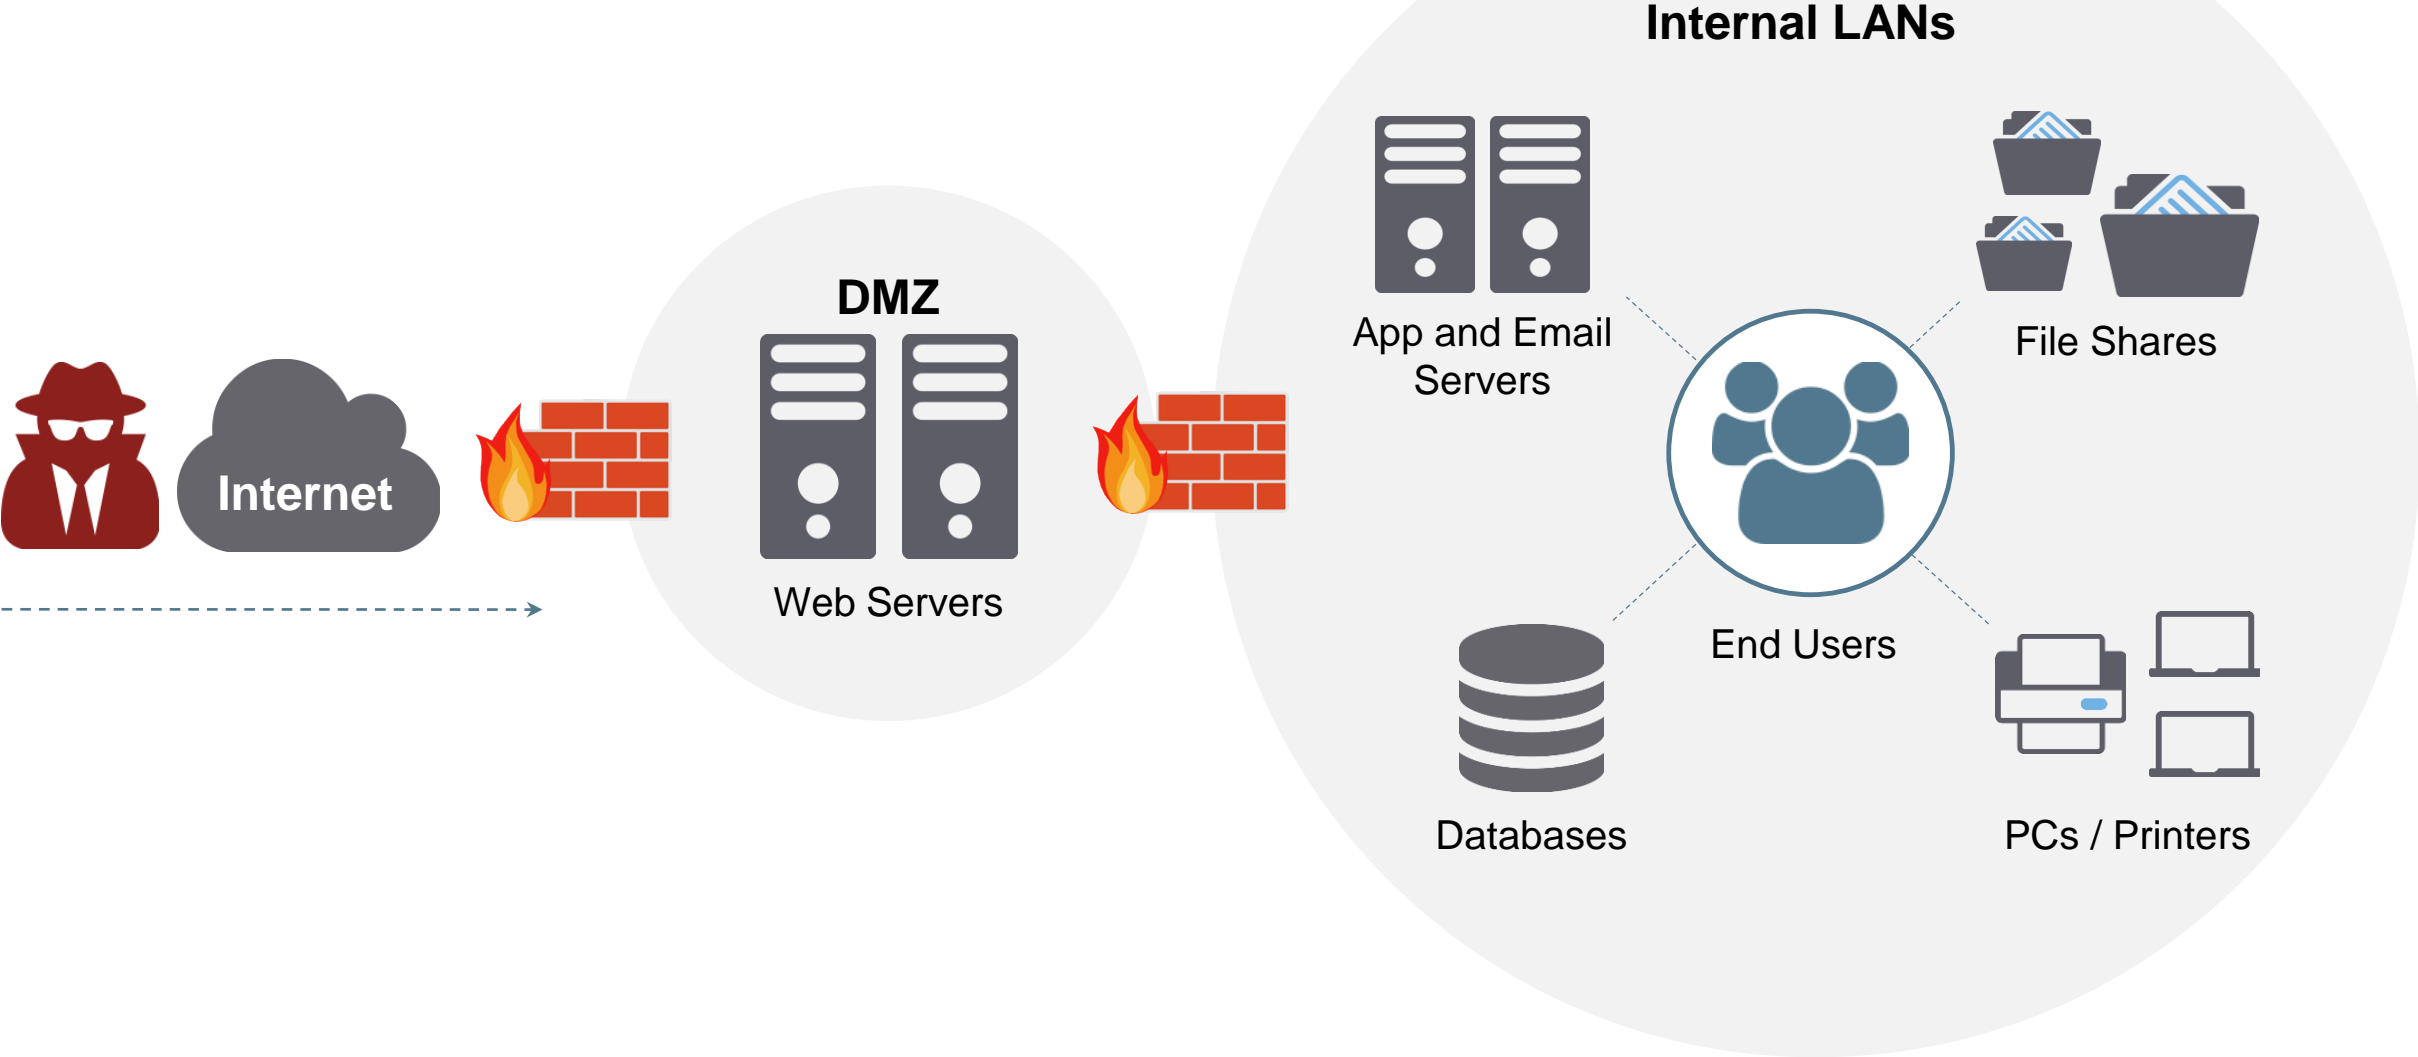 Internal LANs
DMZ
App and Email
Servers
File Shares
Internet
Web Servers
End Users
Databases
PCs / Printers